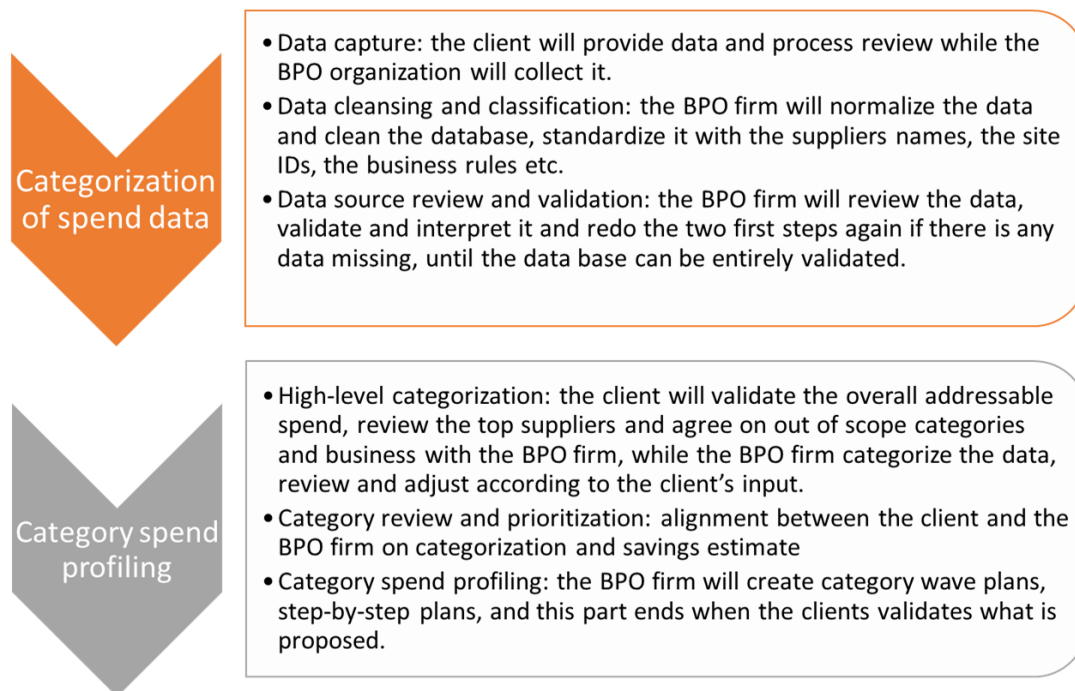 Categorization
of spend data
• Data capture: the client will provide data and process review while the
BPO organization will collect it.
• Data cleansing and classification: the BPO firm will normalize the data
and clean the database, standardize it with the suppliers names, the site
IDs, the business rules etc.
• Data source review and validation: the BPO firm will review the data,
validate and interpret it and redo the two first steps again if there is any
data missing, until the data base can be entirely validated.
Category spend
profiling
• High-level categorization: the client will validate the overall addressable
spend, review the top suppliers and agree on out of scope categories
and business with the BPO firm, while the BPO firm categorize the data,
review and adjust according to the client’s input.
• Category review and prioritization: alignment between the client and the
BPO firm on categorization and savings estimate
• Category spend profiling: the BPO firm will create category wave plans,
step-by-step plans, and this part ends when the clients validates what is
proposed.